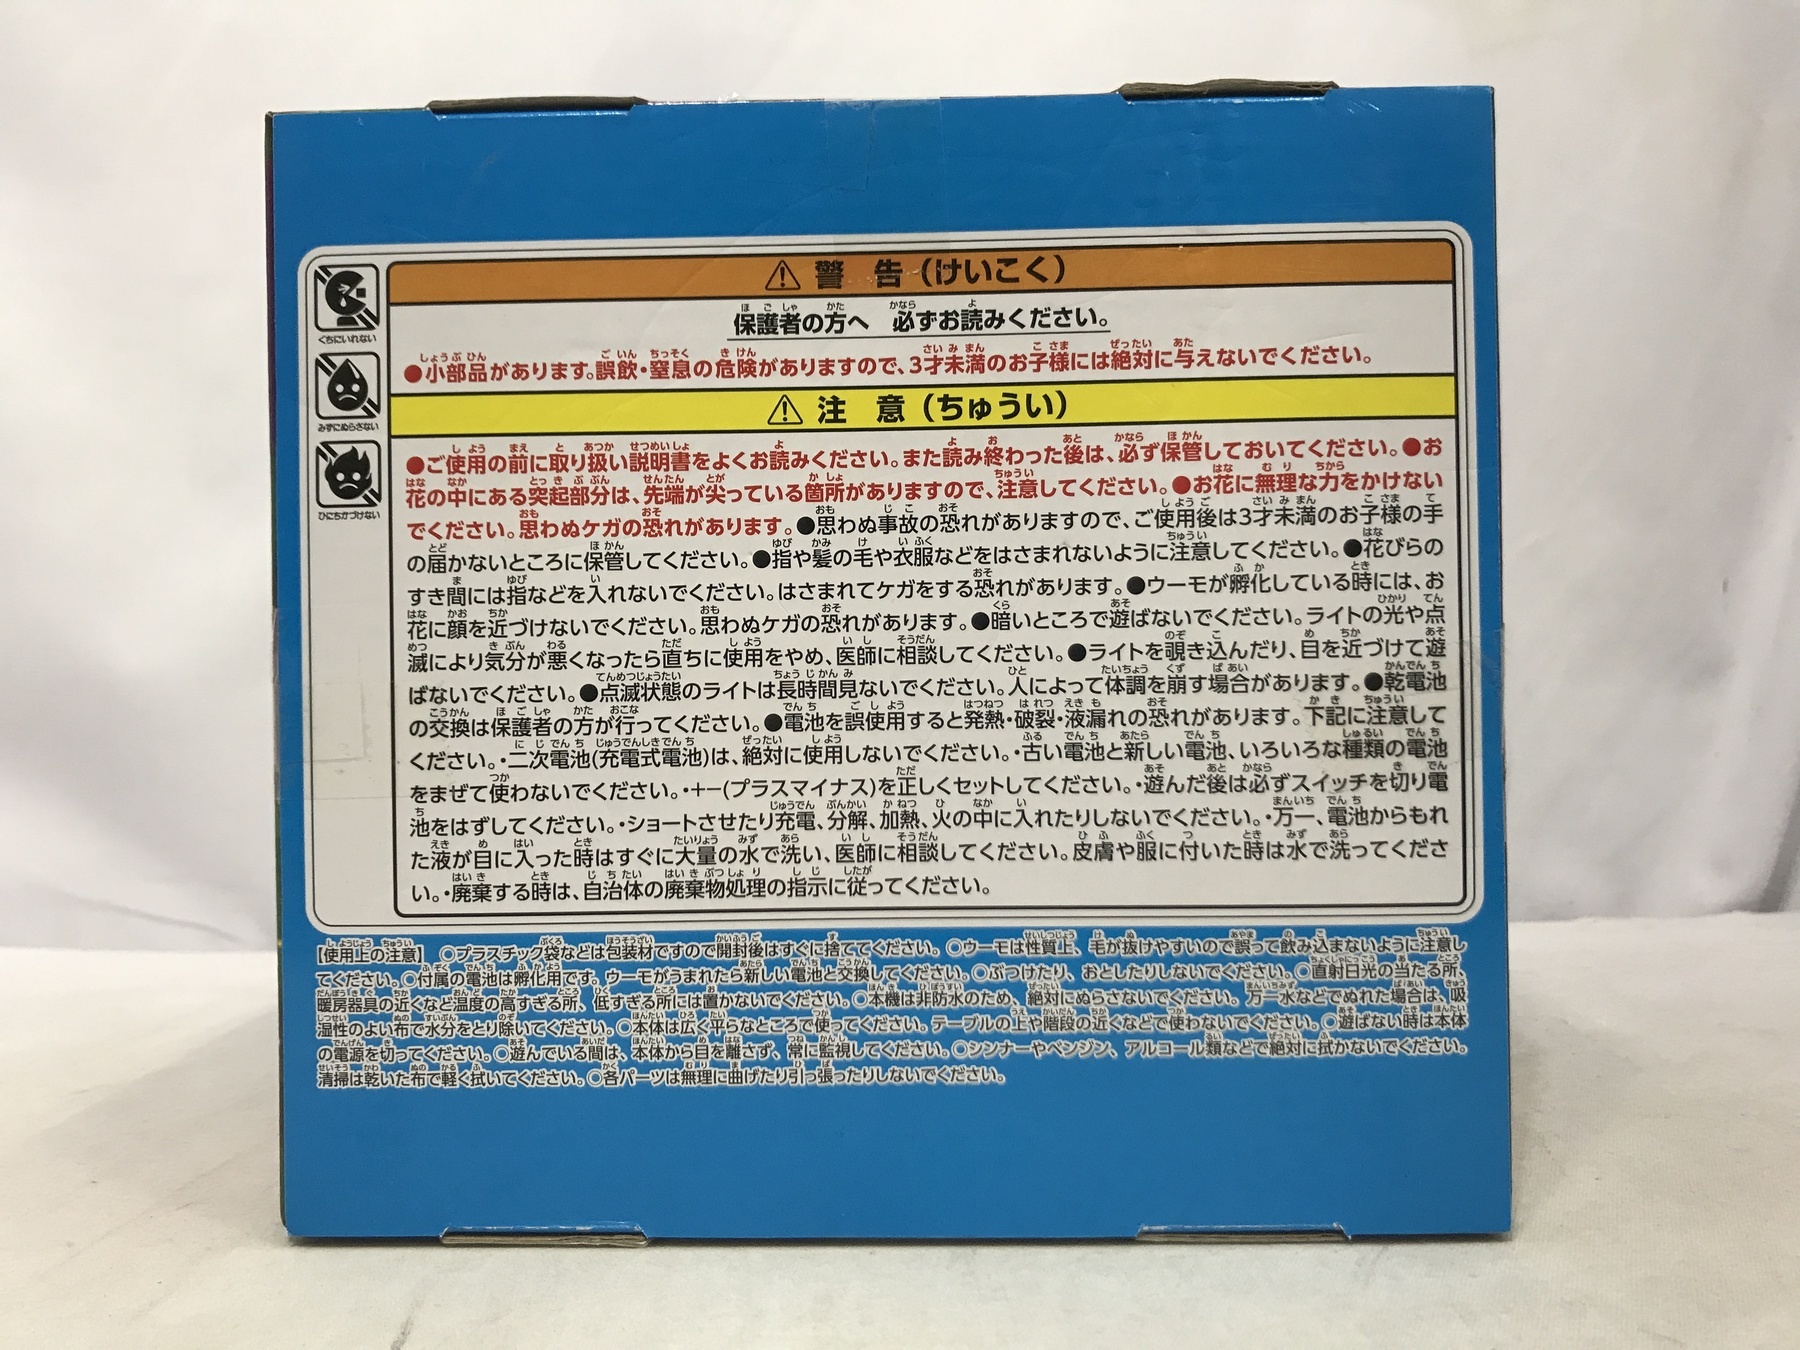 くちにいれない
みずにぬらさない
ひにちかづけない
⚠ 警 告 (けいこく)
保護者の方へ 必ずお読みください。
●小部品があります。誤飲・窒息の危険がありますので、3才未満のお子様には絶対に与えないでください。
⚠ 注 意 (ちゅうい)
●ご使用の前に取り扱い説明書をよくお読みください。また読み終わった後は、必ず保管しておいてください。●お
花の中にある突起部分は、先端が尖っている箇所がありますので、注意してください。●お花に無理な力をかけない
でください。思わぬケガの恐れがあります。●思わぬ事故の恐れがありますので、ご使用後は3才未満のお子様の手
の届かないところに保管してください。●指や髪の毛や衣服などをはさまれないように注意してください。●花びらの
すき間には指などを入れないでください。はさまれてケガをする恐れがあります。●ウーモが孵化している時には、お
花に顔を近づけないでください。思わぬケガの恐れがあります。●暗いところで遊ばないでください。ライトの光や点
滅により気分が悪くなったら直ちに使用をやめ、医師に相談してください。●ライトを覗き込んだり、目を近づけて遊
ばないでください。●点滅状態のライトは長時間見ないでください。人によって体調を崩す場合があります。●乾電池
の交換は保護者の方が行ってください。●電池を誤使用すると発熱・破裂・液漏れの恐れがあります。下記に注意して
ください。・二次電池(充電式電池)は、絶対に使用しないでください。・古い電池と新しい電池、いろいろな種類の電池
をまぜて使わないでください。・+−(プラスマイナス)を正しくセットしてください。・遊んだ後は必ずスイッチを切り電
池をはずしてください。・ショートさせたり充電、分解、加熱、火の中に入れたりしないでください。・万一、電池からもれ
た液が目に入った時はすぐに大量の水で洗い、医師に相談してください。皮膚や服に付いた時は水で洗ってくださ
い。・廃棄する時は、自治体の廃棄物処理の指示に従ってください。
【使用上の注意】 ○プラスチック袋などは包装材ですので開封後はすぐに捨ててください。○ウーモは性質上、毛が抜けやすいので誤って飲み込まないように注意し
てください。○付属の電池は孵化用です。ウーモがうまれたら新しい電池と交換してください。○ぶつけたり、おとしたりしないでください。○直射日光の当たる所、
暖房器具の近くなど温度の高すぎる所、低すぎる所には置かないでください。○本機は非防水のため、絶対にぬらさないでください。万一水などでぬれた場合は、吸
湿性のよい布で水分をとり除いてください。○本体は広く平らなところで使ってください。テーブルの上や階段の近くなどで使わないでください。○遊ばない時は本体
の電源を切ってください。○遊んでいる間は、本体から目を離さず、常に監視してください。○シンナーやベンジン、アルコール類などで絶対に拭かないでください。
清掃は乾いた布で軽く拭いてください。○各パーツは無理に曲げたり引っ張ったりしないでください。